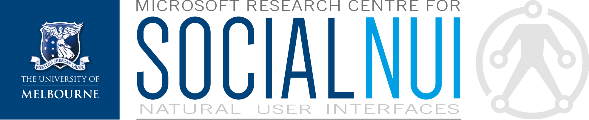 THE UNIVERSITY OF
MELBOURNE
MICROSOFT RESEARCH CENTRE FOR
SOCIALNUI
NATURAL USER INTERFACES